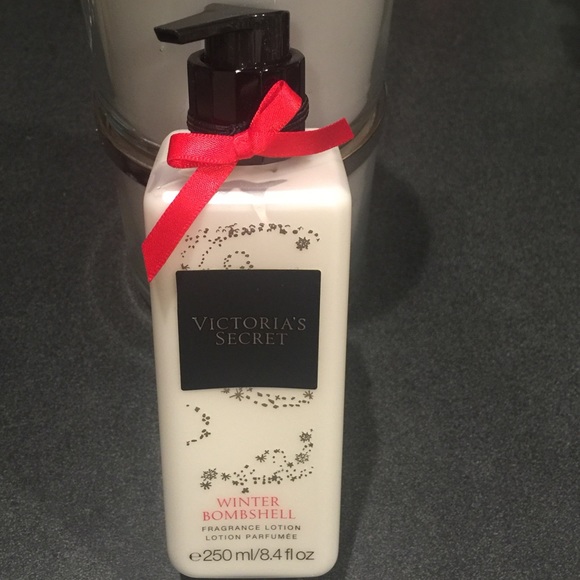 VICTORIA'S
SECRET
WINTER
BOMBSHELL
FRAGRANCE LOTION
LOTION PARFUMÉE
℮250 ml/8.4 fl oz